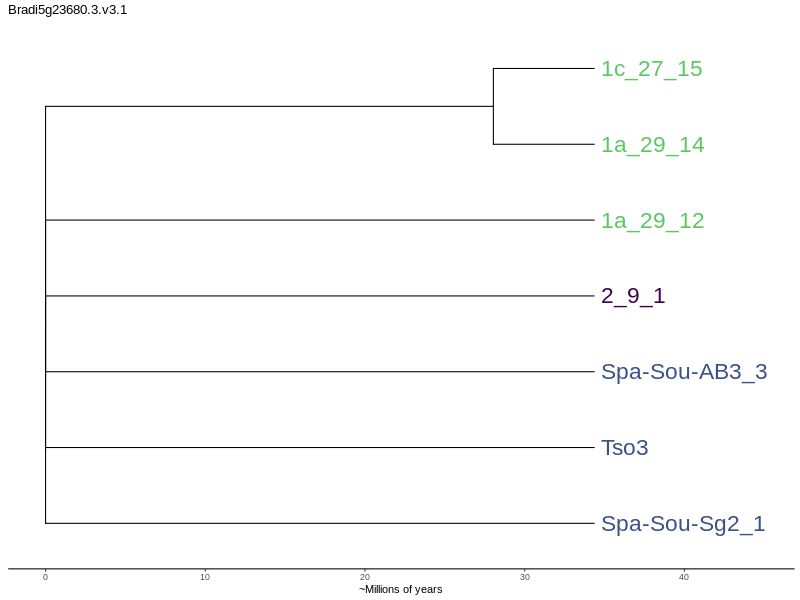 Bradi5g23680.3.v3.1
1c_27_15
1a_29_14
1a_29_12
2_9_1
Spa-Sou-AB3_3
Tso3
Spa-Sou-Sg2_1
0 10 20 30 40
~Millions of years